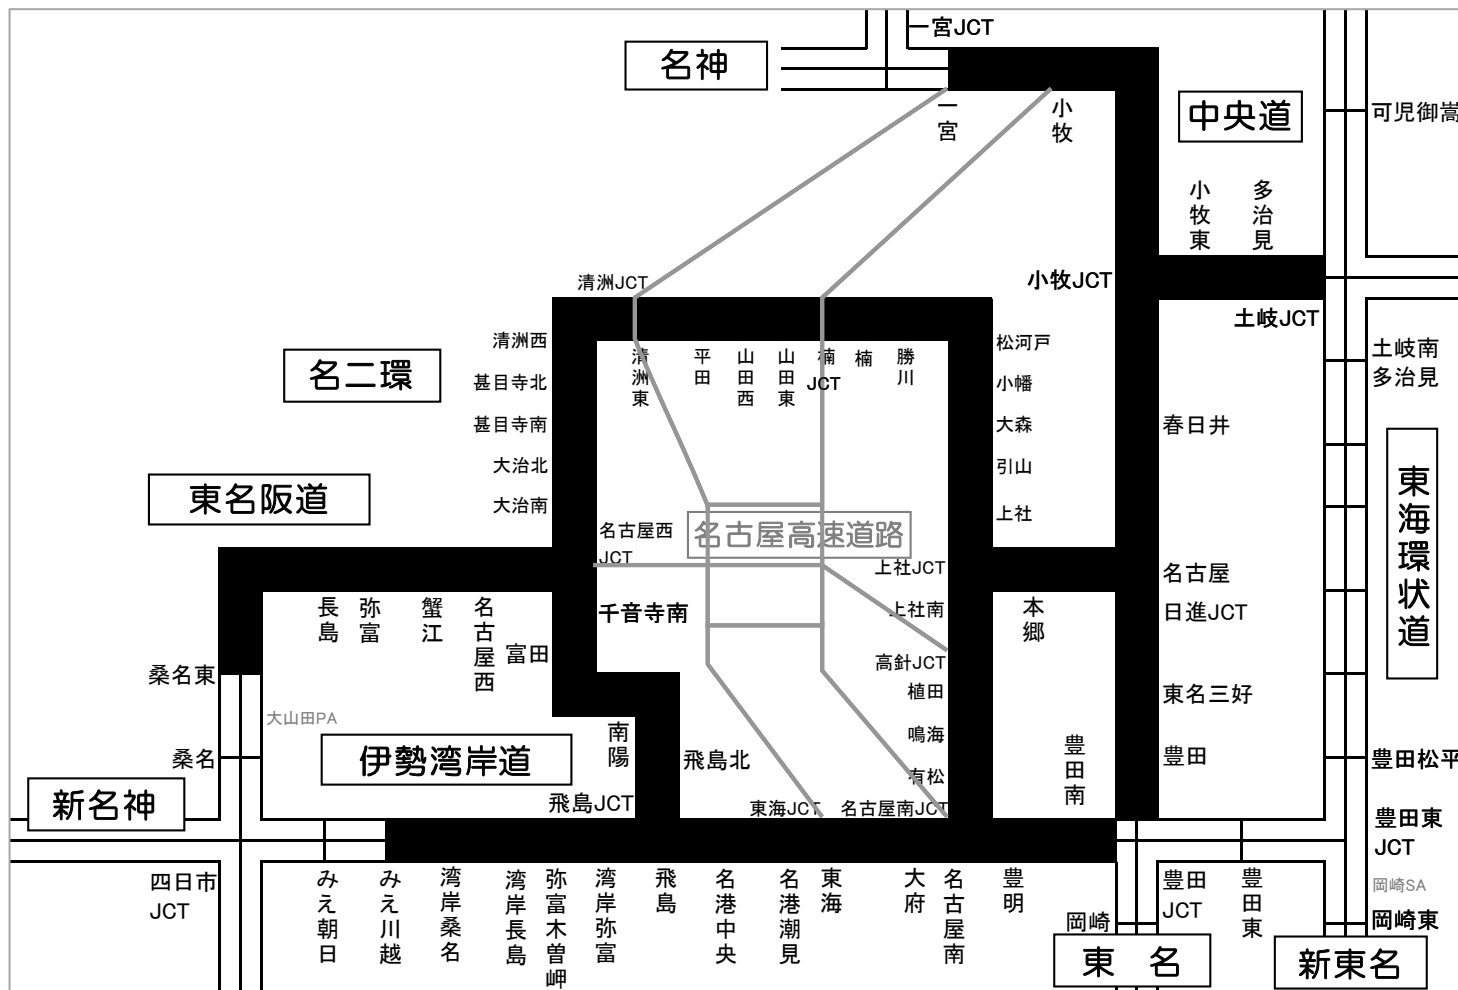 一宮JCT
名神
一宮
小牧
中央道
可児御嵩
小牧東
多治見
清洲JCT
小牧JCT
土岐JCT
清洲西
甚目寺北
甚目寺南
大治北
大治南
名二環
清洲東
平田
山田西
山田東
楠JCT
楠
勝川
松河戸
小幡
大森
引山
上社
土岐南
多治見
春日井
東海環状道
東名阪道
名古屋西
JCT
名古屋高速道路
上社JCT
上社南
千音寺南
本郷
名古屋
日進JCT
長島
弥富
蟹江
名古屋西
富田
桑名東
大山田PA
桑名
高針JCT
植田
鳴海
有松
東名三好
豊田
豊田南
豊田松平
伊勢湾岸道
南陽
飛島北
飛島JCT
東海JCT
名古屋南JCT
新名神
豊田東
JCT
四日市
JCT
みえ朝日
みえ川越
湾岸桑名
湾岸長島
弥富木曽岬
湾岸弥富
飛島
名港中央
名港潮見
東海
大府
名古屋南
豊明
岡崎
豊田
JCT
豊田東
岡崎SA
岡崎東
東 名
新東名